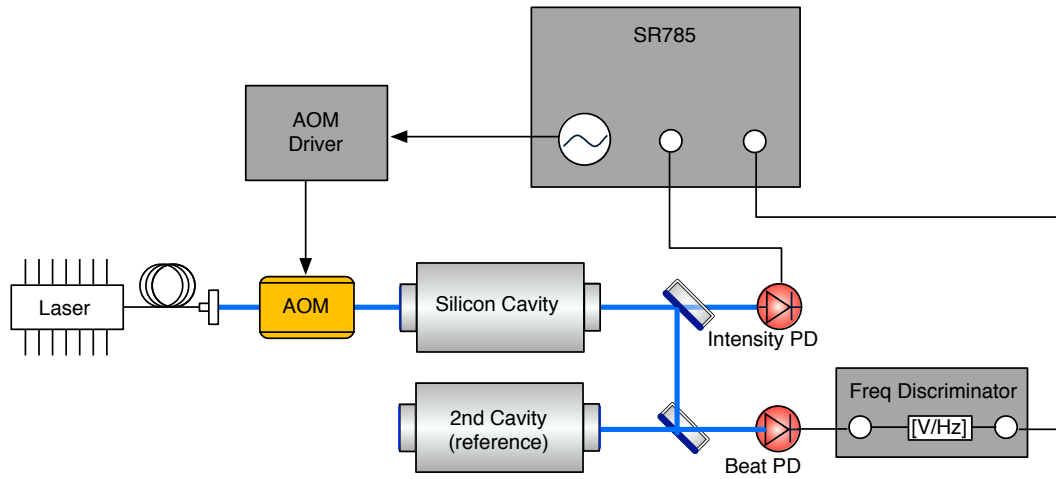 SR785
AOM
Driver
Laser
AOM
Silicon Cavity
Intensity PD
2nd Cavity
(reference)
Beat PD
Freq Discriminator
[V/Hz]